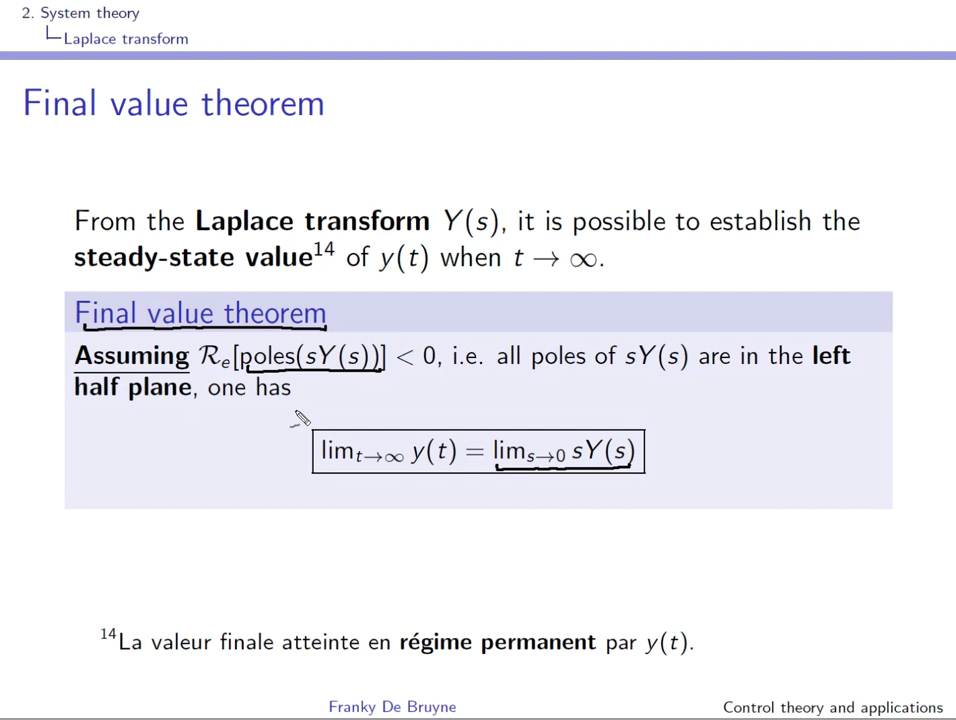 2. System theory
Laplace transform
Final value theorem
From the Laplace transform Y(s), it is possible to establish the
steady-state value¹⁴ of y(t) when t → ∞.
Final value theorem
Assuming ℛₑ[poles(sY(s))] < 0, i.e. all poles of sY(s) are in the left
half plane, one has
limₜ→∞ y(t) = limₛ→₀ sY(s)
¹⁴La valeur finale atteinte en régime permanent par y(t).
Franky De Bruyne
Control theory and applications